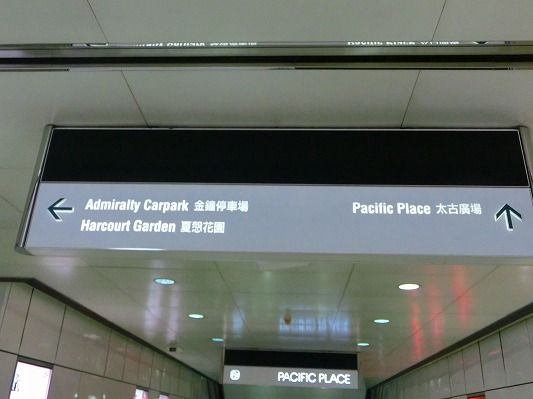 Admiralty Carpark 金鐘停車場
Harcourt Garden 夏慤花園
Pacific Place 太古廣場
PACIFIC PLACE